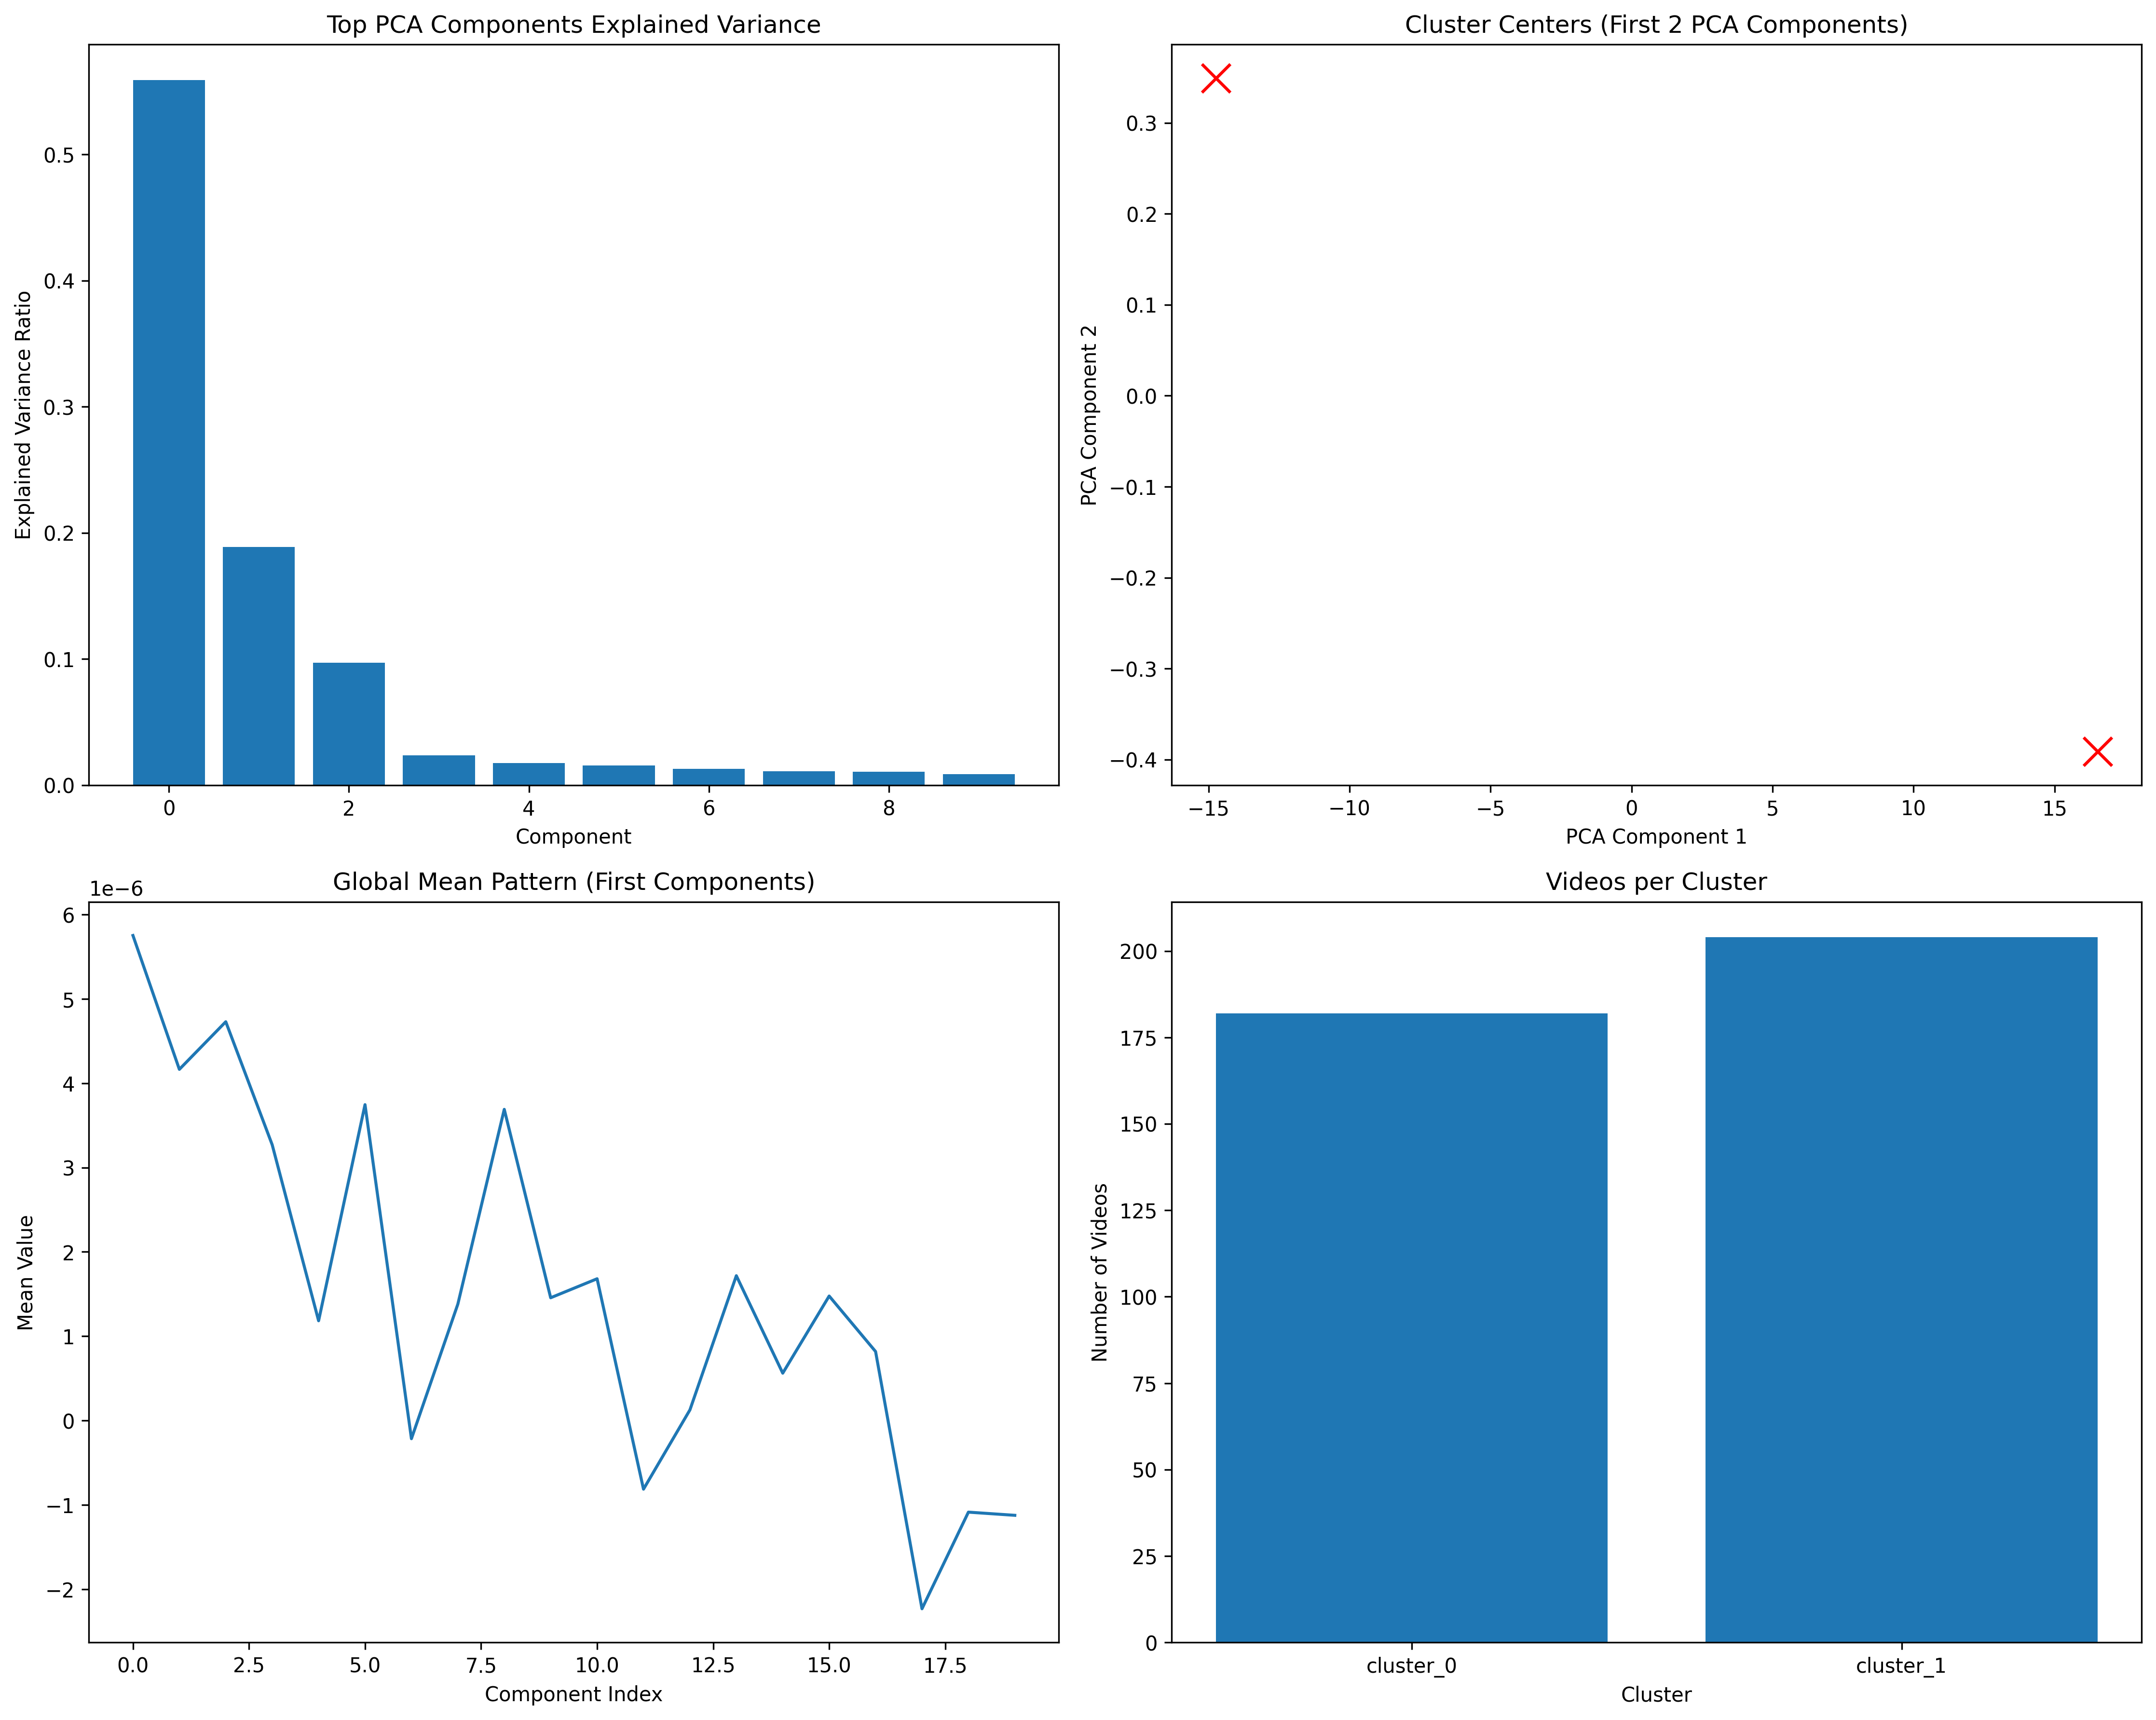 Top PCA Components Explained Variance
Explained Variance Ratio
0.5
0.4
0.3
0.2
0.1
0.0
0 2 4 6 8
Component
Cluster Centers (First 2 PCA Components)
PCA Component 2
0.3
0.2
0.1
0.0
−0.1
−0.2
−0.3
−0.4
−15 −10 −5 0 5 10 15
PCA Component 1
Global Mean Pattern (First Components)
1e−6
Mean Value
6
5
4
3
2
1
0
−1
−2
0.0 2.5 5.0 7.5 10.0 12.5 15.0 17.5
Component Index
Videos per Cluster
Number of Videos
200
175
150
125
100
75
50
25
0
cluster_0 cluster_1
Cluster